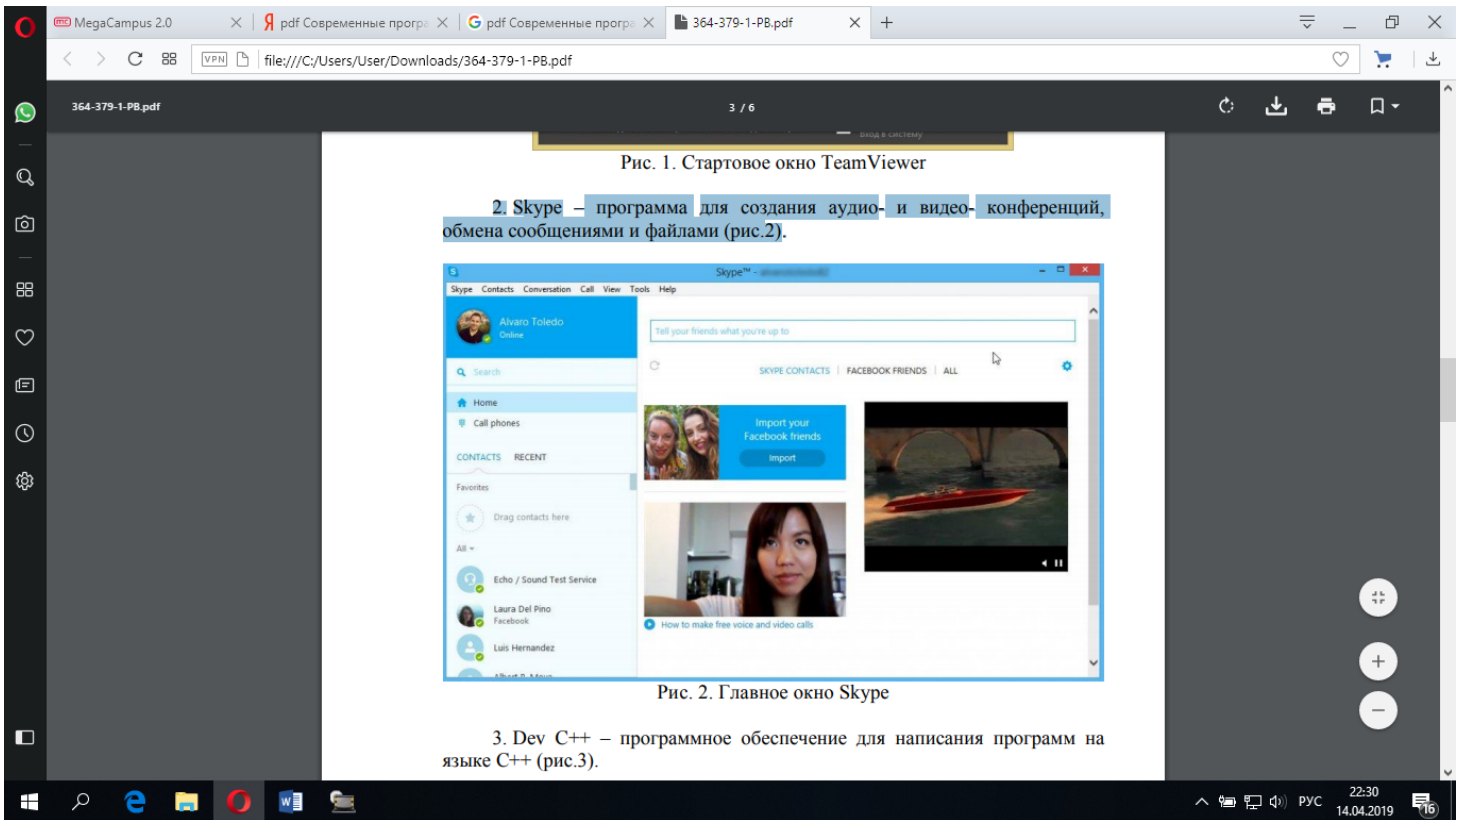 MegaCampus 2.0
pdf Современные програ
pdf Современные програ
364-379-1-PB.pdf
VPN
file:///C:/Users/User/Downloads/364-379-1-PB.pdf
364-379-1-PB.pdf
3 / 6
вход в систему
Рис. 1. Стартовое окно TeamViewer
2. Skype – программа для создания аудио- и видео- конференций,
обмена сообщениями и файлами (рис.2).
Skype™ -
Skype Contacts Conversation Call View Tools Help
Alvaro Toledo
Online
Tell your friends what you're up to
Search
SKYPE CONTACTS | FACEBOOK FRIENDS | ALL
Home
Call phones
Import your
Facebook friends
Import
CONTACTS RECENT
Favorites
Drag contacts here
All
Echo / Sound Test Service
Laura Del Pino
Facebook
How to make free voice and video calls
Luis Hernandez
Рис. 2. Главное окно Skype
3. Dev C++ – программное обеспечение для написания программ на
языке C++ (рис.3).
РУС
22:30
14.04.2019
16